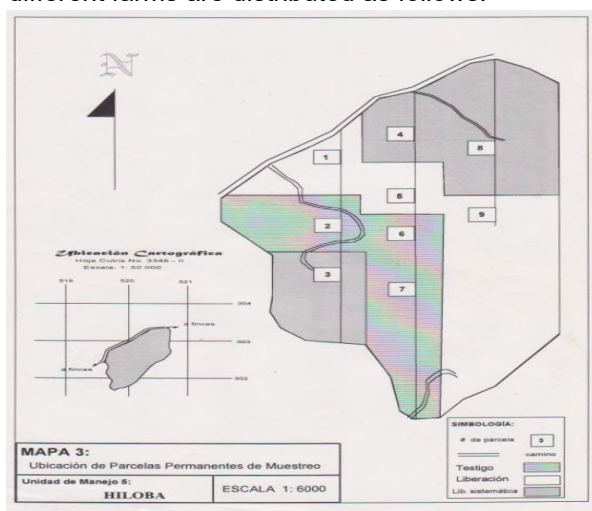 different farms are distributed as follows:
N
4
8
1
5
9
2
6
3
7
Ubicación Cartográfica
Hoja Cutris No. 3348 - II
Escala: 1: 50 000
519 520 521
304
a fincas
303
a fincas
302
SIMBOLOGÍA:
# de parcela 3
camino
Testigo
Liberación
Lib. sistemática
MAPA 3:
Ubicación de Parcelas Permanentes de Muestreo
Unidad de Manejo 5:
HILOBA
ESCALA 1: 6000